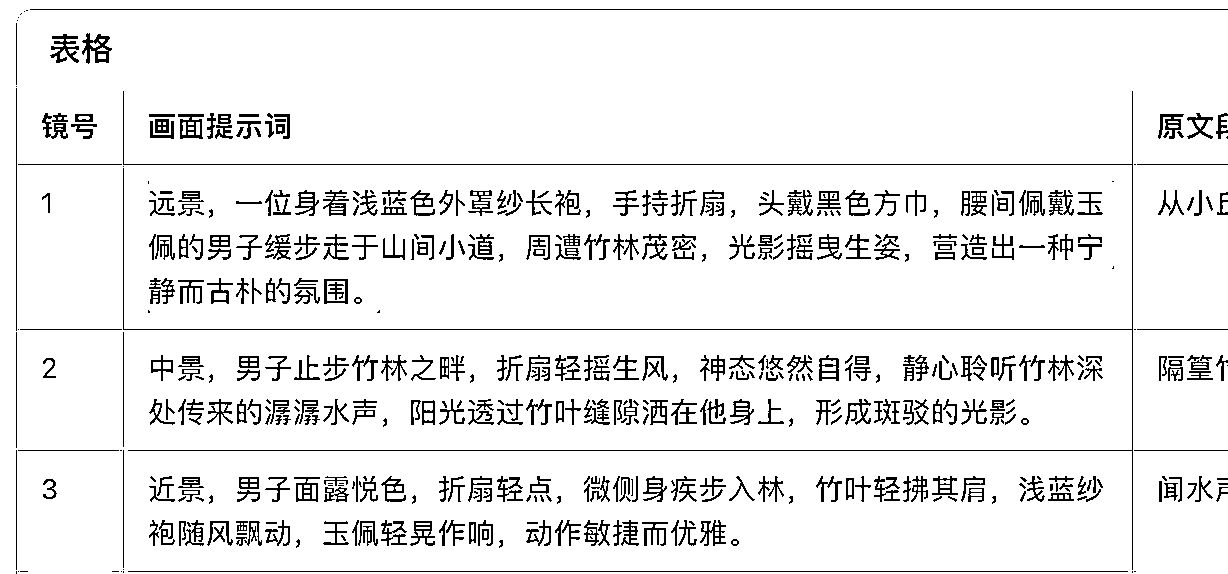 表格
镜号 画面提示词 原文
1 远景，一位身着浅蓝色外罩纱长袍，手持折扇，头戴黑色方巾，腰间佩戴玉 从小
佩的男子缓步走于山间小道，周遭竹林茂密，光影摇曳生姿，营造出一种宁
静而古朴的氛围。
2 中景，男子止步竹林之畔，折扇轻摇生风，神态悠然自得，静心聆听竹林深 隔篁
处传来的潺潺水声，阳光透过竹叶缝隙洒在他身上，形成斑驳的光影。
3 近景，男子面露悦色，折扇轻点，微侧身疾步入林，竹叶轻拂其肩，浅蓝纱 闻水
袍随风飘动，玉佩轻晃作响，动作敏捷而优雅。